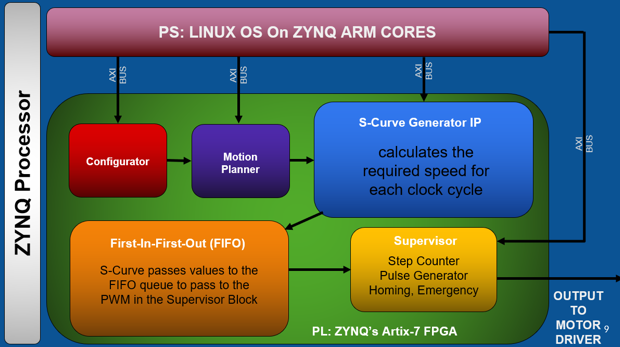 ZYNQ Processor
PS: LINUX OS On ZYNQ ARM CORES
AXI
BUS
AXI
BUS
AXI
BUS
AXI
BUS
Configurator
Motion
Planner
S-Curve Generator IP
calculates the
required speed for
each clock cycle
First-In-First-Out (FIFO)
S-Curve passes values to the
FIFO queue to pass to the
PWM in the Supervisor Block
Supervisor
Step Counter
Pulse Generator
Homing, Emergency
PL: ZYNQ's Artix-7 FPGA
OUTPUT
TO
MOTOR
DRIVER
9